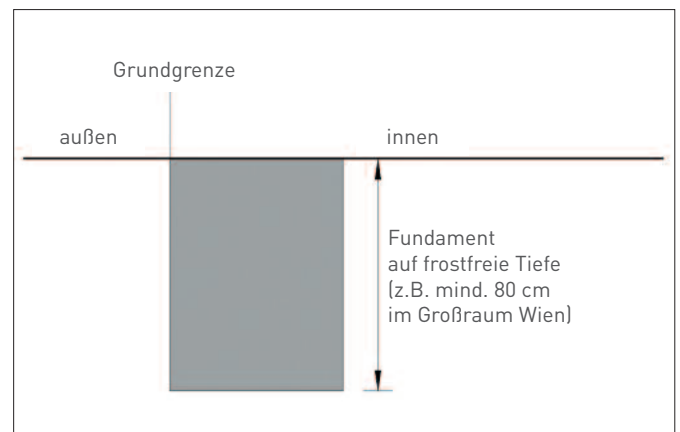 Grundgrenze
außen
innen
Fundament
auf frostfreie Tiefe
(z.B. mind. 80 cm
im Großraum Wien)